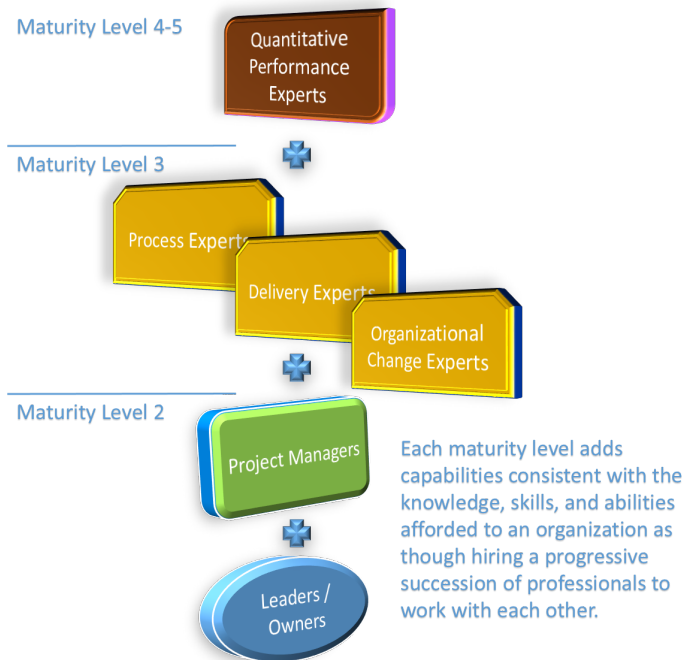 Maturity Level 4-5
Quantitative
Performance
Experts
Maturity Level 3
Process Experts
Delivery Experts
Organizational
Change Experts
Maturity Level 2
Project Managers
Each maturity level adds
capabilities consistent with the
knowledge, skills, and abilities
afforded to an organization as
though hiring a progressive
succession of professionals to
work with each other.
Leaders /
Owners